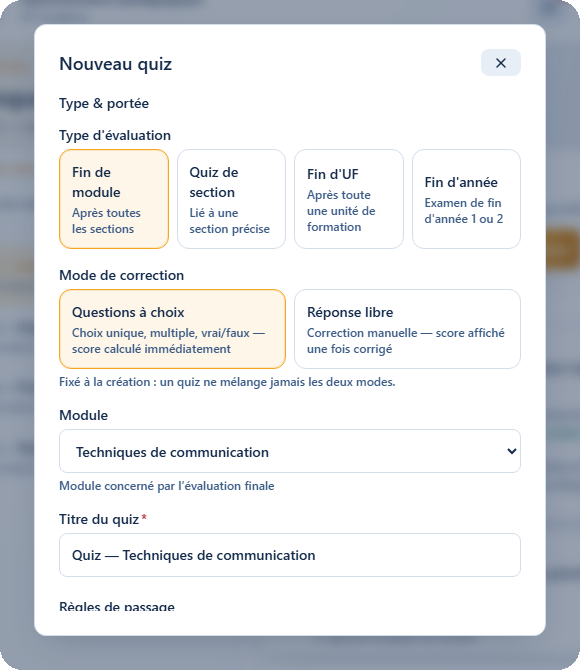 Nouveau quiz
×
Type & portée
Type d'évaluation
Fin de
module
Après toutes
les sections
Quiz de
section
Lié à une
section précise
Fin d'UF
Après toute
une unité de
formation
Fin d'année
Examen de fin
d'année 1 ou 2
Mode de correction
Questions à choix
Choix unique, multiple, vrai/faux —
score calculé immédiatement
Réponse libre
Correction manuelle — score affiché
une fois corrigé
Fixé à la création : un quiz ne mélange jamais les deux modes.
Module
Techniques de communication
Module concerné par l'évaluation finale
Titre du quiz *
Quiz — Techniques de communication
Règles de passage